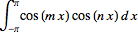 ∫_{-π}^{π} cos (m x) cos (n x) d x